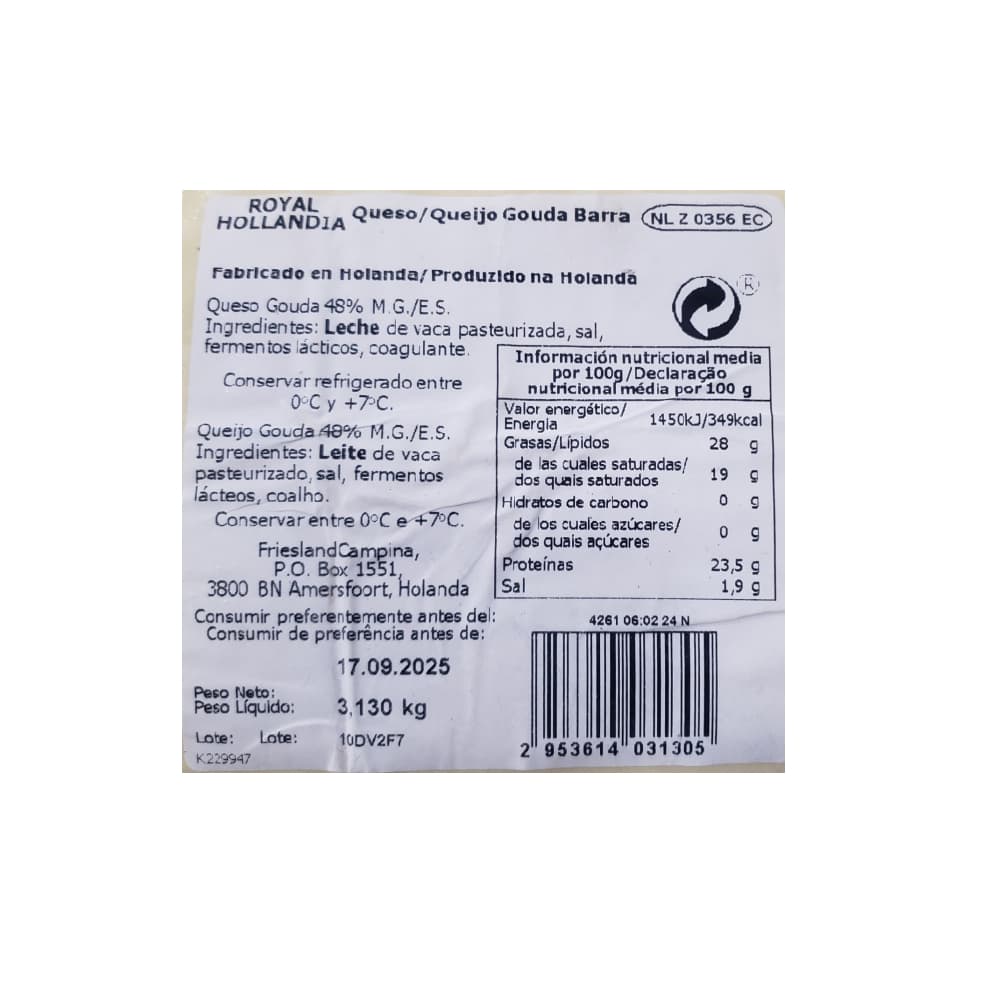 ROYAL
HOLLANDIA
Queso/Queijo Gouda Barra
NL Z 0356 EC
Fabricado en Holanda/Produzido na Holanda
®
Queso Gouda 48% M.G./E.S.
Ingredientes: Leche de vaca pasteurizada, sal,
fermentos lácticos, coagulante.
Conservar refrigerado entre
0°C y +7°C.
Queijo Gouda 48% M.G./E.S.
Ingredientes: Leite de vaca
pasteurizado, sal, fermentos
lácteos, coalho.
Conservar entre 0°C e +7°C.
FrieslandCampina,
P.O. Box 1551,
3800 BN Amersfoort, Holanda
Consumir preferentemente antes del:
Consumir de preferência antes de:
17.09.2025
Peso Neto:
Peso Líquido: 3,130 kg
Lote: Lote: 10DV2F7
K229947
Información nutricional media
por 100g/Declaração
nutricional média por 100 g
Valor energético/
Energia 1450kJ/349kcal
Grasas/Lípidos 28 g
de las cuales saturadas/
dos quais saturados 19 g
Hidratos de carbono 0 g
de los cuales azúcares/
dos quais açúcares 0 g
Proteínas 23,5 g
Sal 1,9 g
4261 06:02 24 N
2 953614 031305